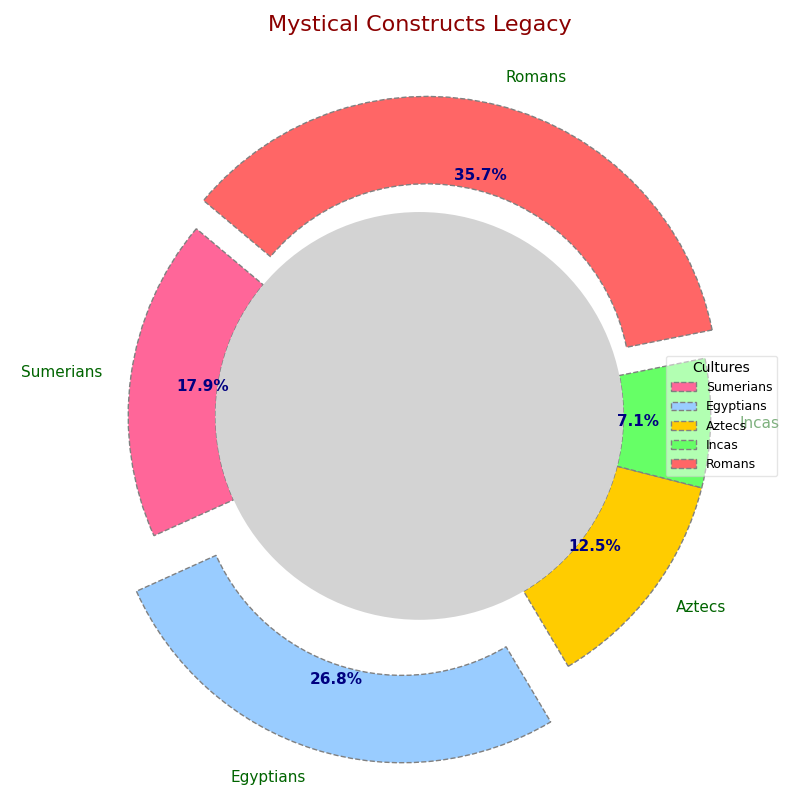 Mystical Constructs Legacy
Romans
35.7%
Sumerians
17.9%
Cultures
Sumerians
Egyptians
Aztecs
Incas
Romans
7.1%
Incas
12.5%
Aztecs
26.8%
Egyptians